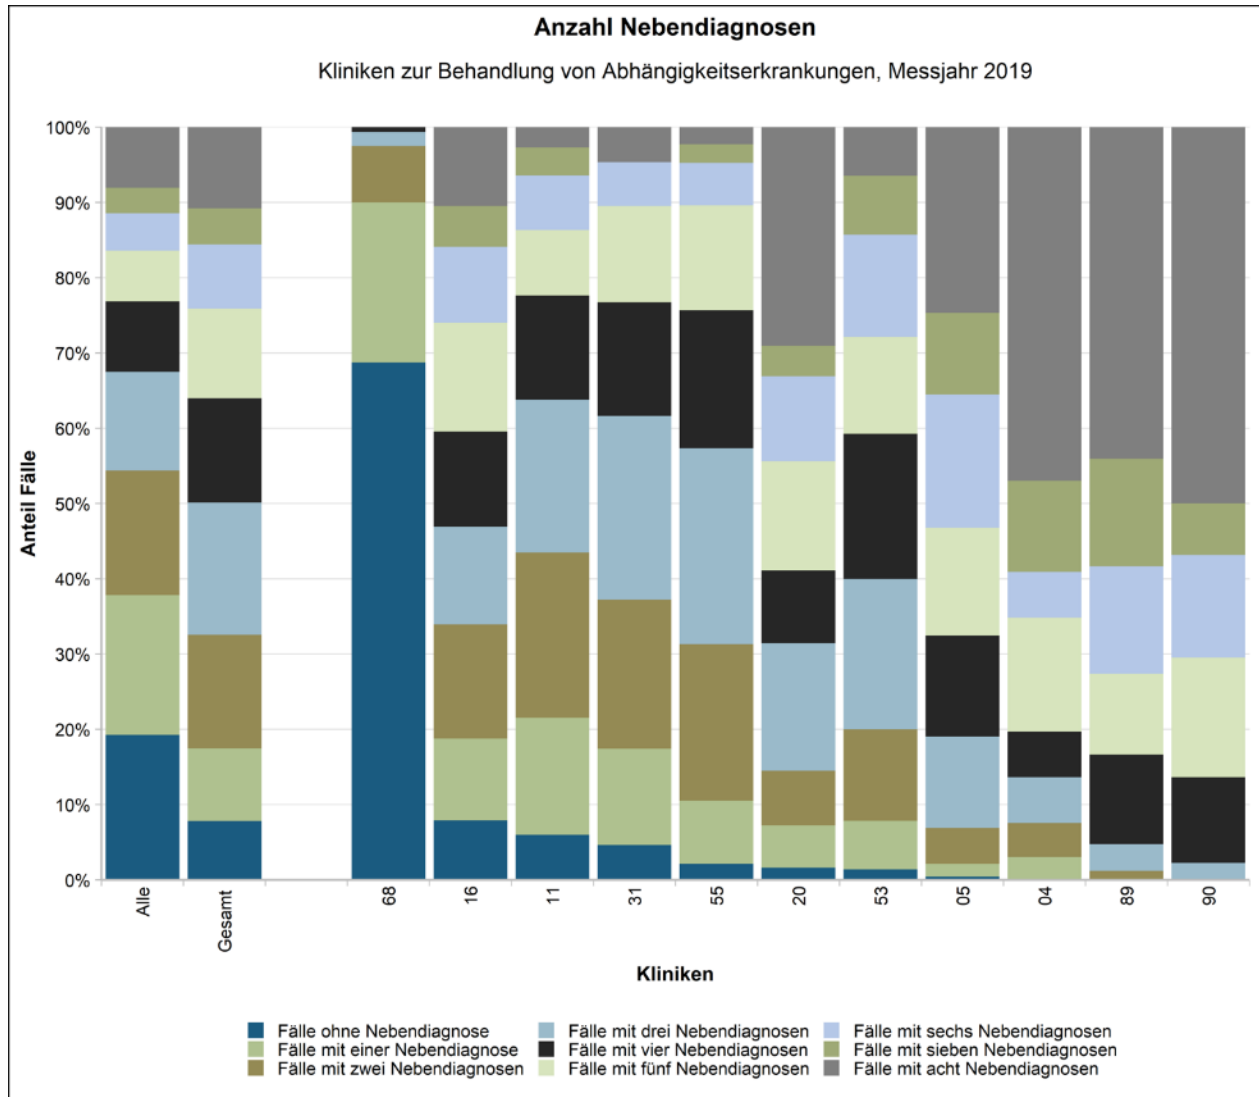 Anzahl Nebendiagnosen
Kliniken zur Behandlung von Abhängigkeitserkrankungen, Messjahr 2019
100%
90%
80%
70%
60%
50%
40%
30%
20%
10%
0%
Anteil Fälle
Alle
Gesamt
68
16
11
31
55
20
53
05
04
89
90
Kliniken
Fälle ohne Nebendiagnose
Fälle mit einer Nebendiagnose
Fälle mit zwei Nebendiagnosen
Fälle mit drei Nebendiagnosen
Fälle mit vier Nebendiagnosen
Fälle mit fünf Nebendiagnosen
Fälle mit sechs Nebendiagnosen
Fälle mit sieben Nebendiagnosen
Fälle mit acht Nebendiagnosen